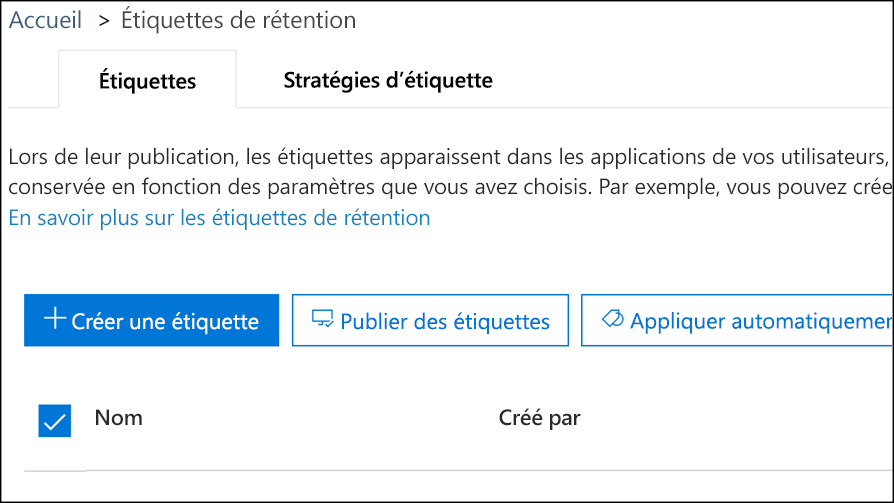 Accueil > Étiquettes de rétention
Étiquettes Stratégies d’étiquette
Lors de leur publication, les étiquettes apparaissent dans les applications de vos utilisateurs,
conservée en fonction des paramètres que vous avez choisis. Par exemple, vous pouvez crée
En savoir plus sur les étiquettes de rétention
Créer une étiquette Publier des étiquettes Appliquer automatiquemen
Nom Créé par